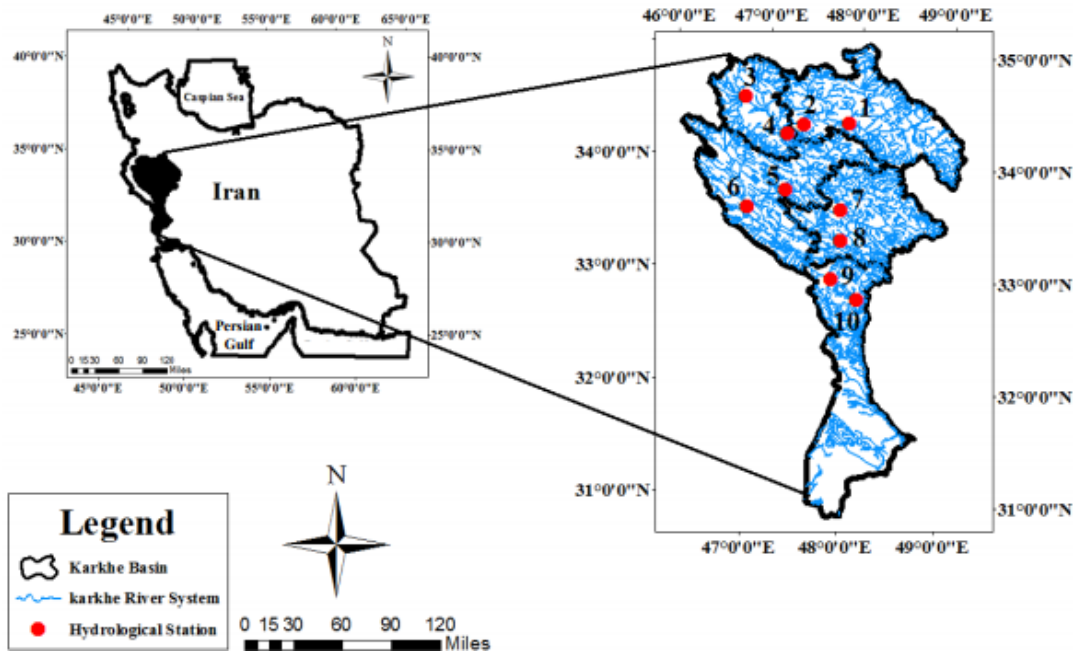 45°0'0"E 50°0'0"E 55°0'0"E 60°0'0"E 65°0'0"E
40°0'0"N
35°0'0"N
30°0'0"N
25°0'0"N
40°0'0"N
35°0'0"N
30°0'0"N
25°0'0"N
N
Caspian Sea
Iran
Persian
Gulf
0 15 30 60 90 120
Miles
45°0'0"E 50°0'0"E 55°0'0"E 60°0'0"E
46°0'0"E 47°0'0"E 48°0'0"E 49°0'0"E
34°0'0"N
33°0'0"N
32°0'0"N
31°0'0"N
35°0'0"N
34°0'0"N
33°0'0"N
32°0'0"N
31°0'0"N
3
2
1
4
5
6
7
8
9
10
47°0'0"E 48°0'0"E 49°0'0"E
N
Legend
Karkhe Basin
karkhe River System
Hydrological Station
0 15 30 60 90 120
Miles